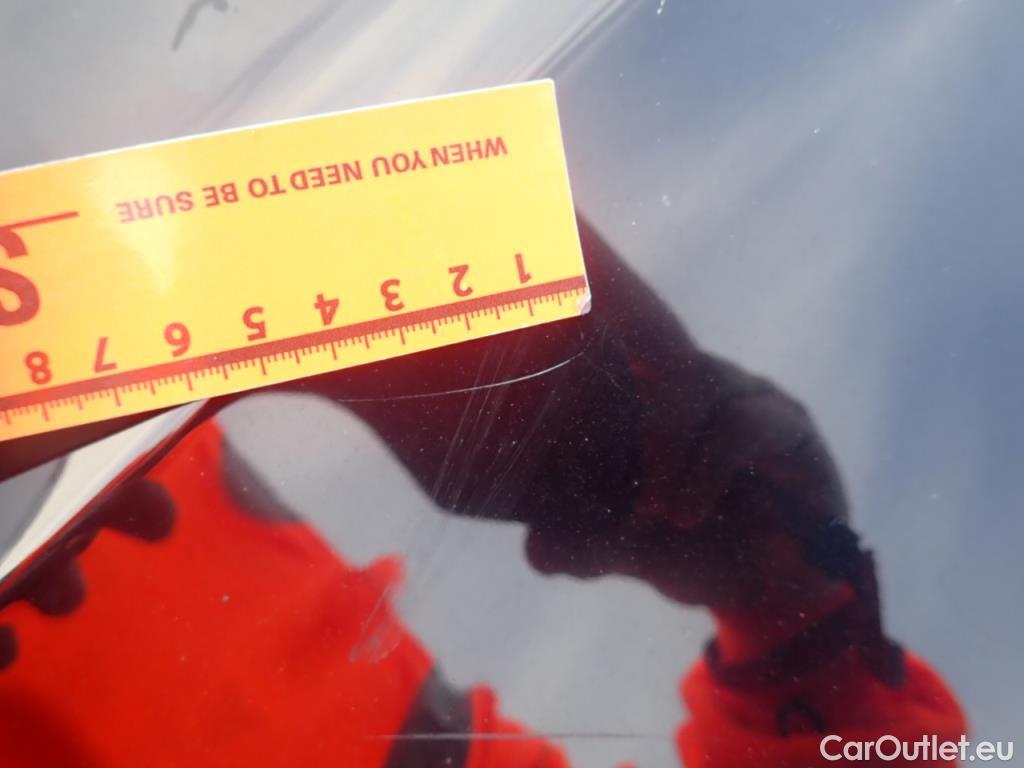 WHEN YOU NEED TO BE SURE
S
1 2 3 4 5 6 7 8
CarOutlet.eu